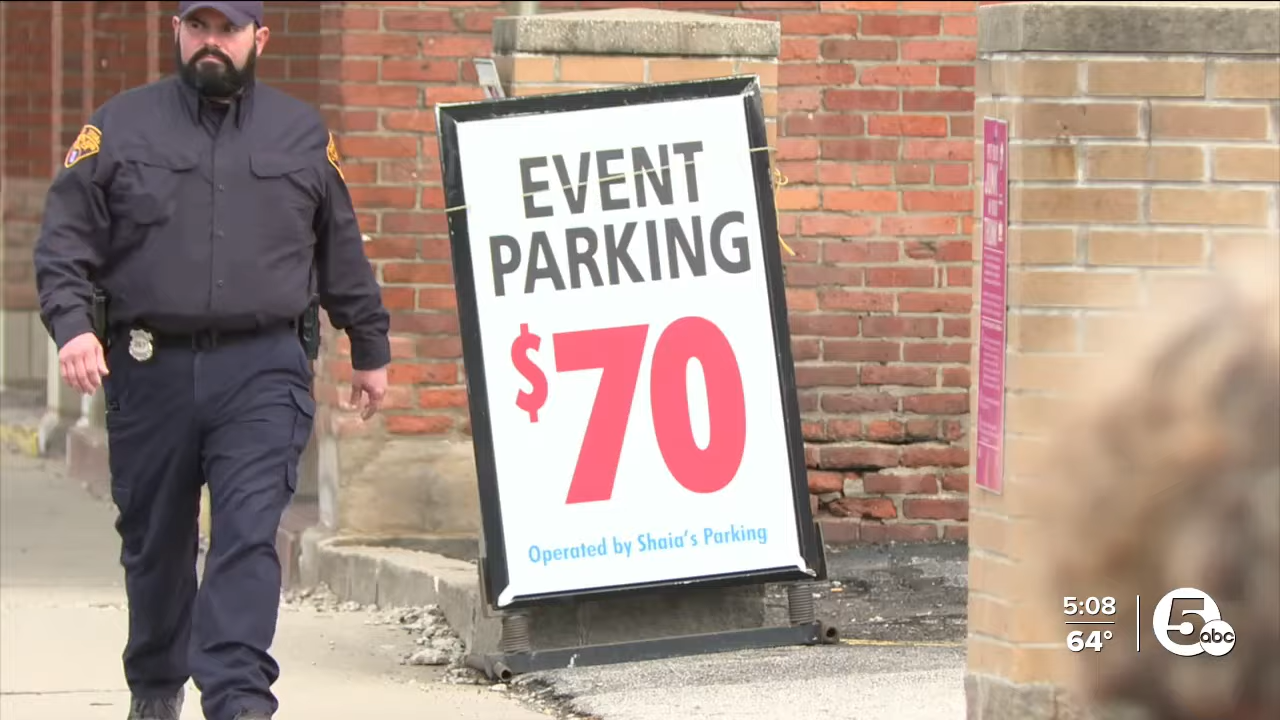 EVENT
PARKING
$70
Operated by Shaia's Parking
5:08
64°
5 abc